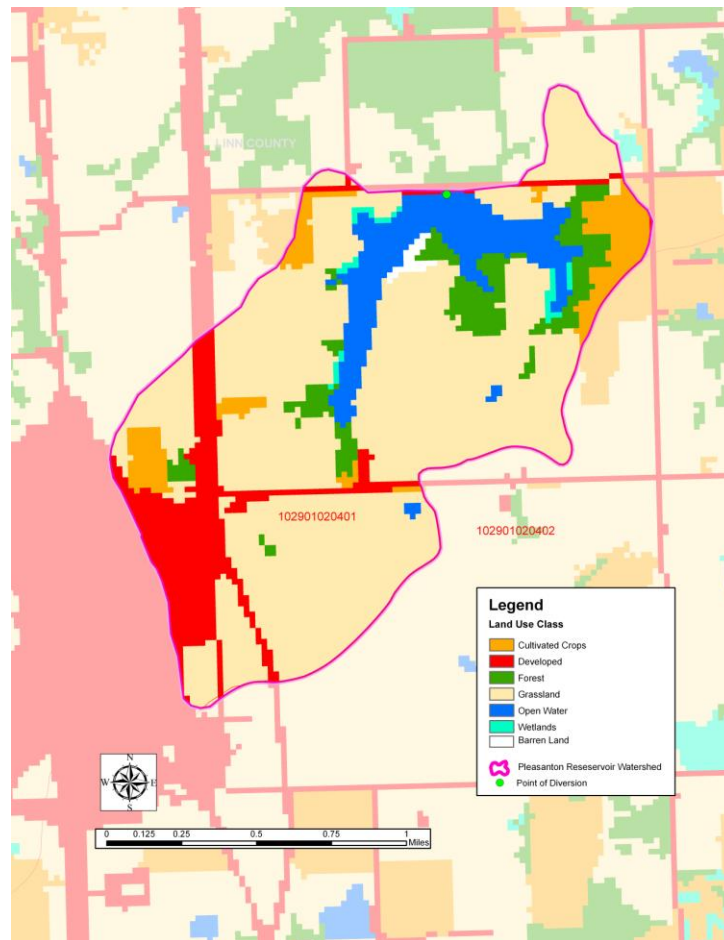 LINN COUNTY
102901020401
102901020402
Legend
Land Use Class
Cultivated Crops
Developed
Forest
Grassland
Open Water
Wetlands
Barren Land
Pleasanton Reseservoir Watershed
Point of Diversion
N
W E
S
0 0.125 0.25 0.5 0.75 1
Miles